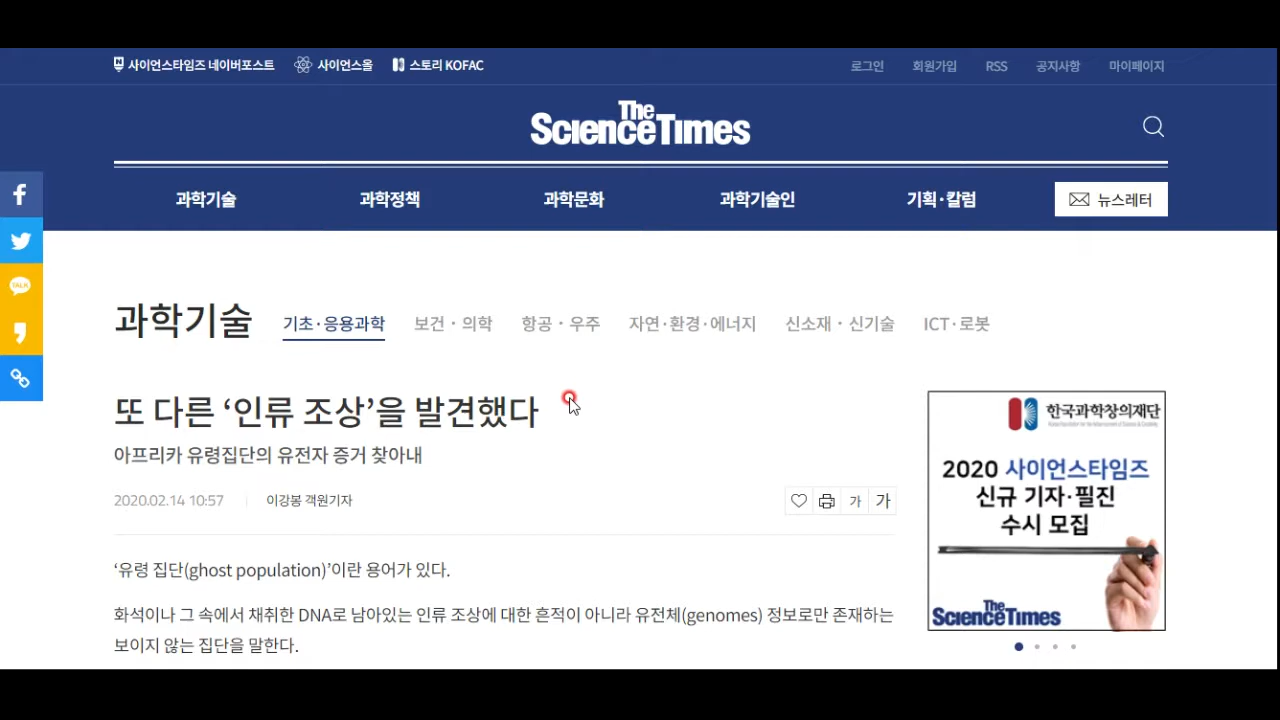 사이언스타임즈 네이버포스트 사이언스올 스토리 KOFAC
로그인 회원가입 RSS 공지사항 마이페이지
The
ScienceTimes
과학기술 과학정책 과학문화 과학기술인 기획·칼럼 뉴스레터
TALK
과학기술 기초·응용과학 보건·의학 항공·우주 자연·환경·에너지 신소재·신기술 ICT·로봇
또 다른 ‘인류 조상’을 발견했다
아프리카 유령집단의 유전자 증거 찾아내
2020.02.14 10:57 이강봉 객원기자
가 가
‘유령 집단(ghost population)’이란 용어가 있다.
화석이나 그 속에서 채취한 DNA로 남아있는 인류 조상에 대한 흔적이 아니라 유전체(genomes) 정보로만 존재하는
보이지 않는 집단을 말한다.
한국과학창의재단
2020 사이언스타임즈
신규 기자·필진
수시 모집
The
ScienceTimes